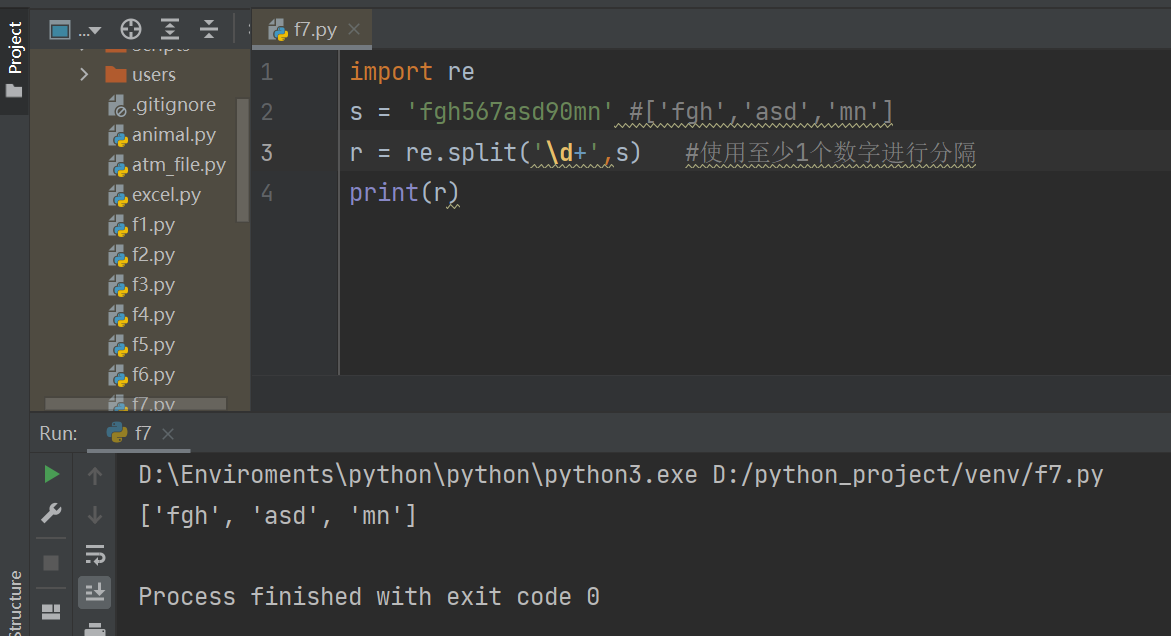 Project
...
f7.py
scripts
users
.gitignore
animal.py
atm_file.py
excel.py
f1.py
f2.py
f3.py
f4.py
f5.py
f6.py
f7.py
1 import re
2 s = 'fgh567asd90mn' #['fgh','asd','mn']
3 r = re.split('\d+',s) #使用至少1个数字进行分隔
4 print(r)
Run: f7
D:\Enviroments\python\python\python3.exe D:/python_project/venv/f7.py
['fgh', 'asd', 'mn']
Process finished with exit code 0
Structure